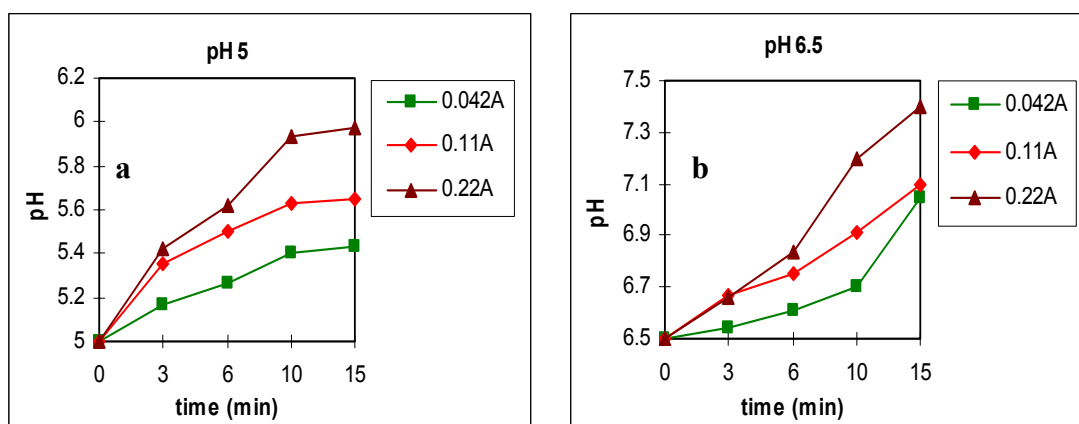 pH 5
6.2
6
5.8
5.6
5.4
5.2
5
pH
a
0 3 6 10 15
time (min)
0.042A
0.11A
0.22A
pH 6.5
7.5
7.3
7.1
6.9
6.7
6.5
pH
b
0 3 6 10 15
time (min)
0.042A
0.11A
0.22A